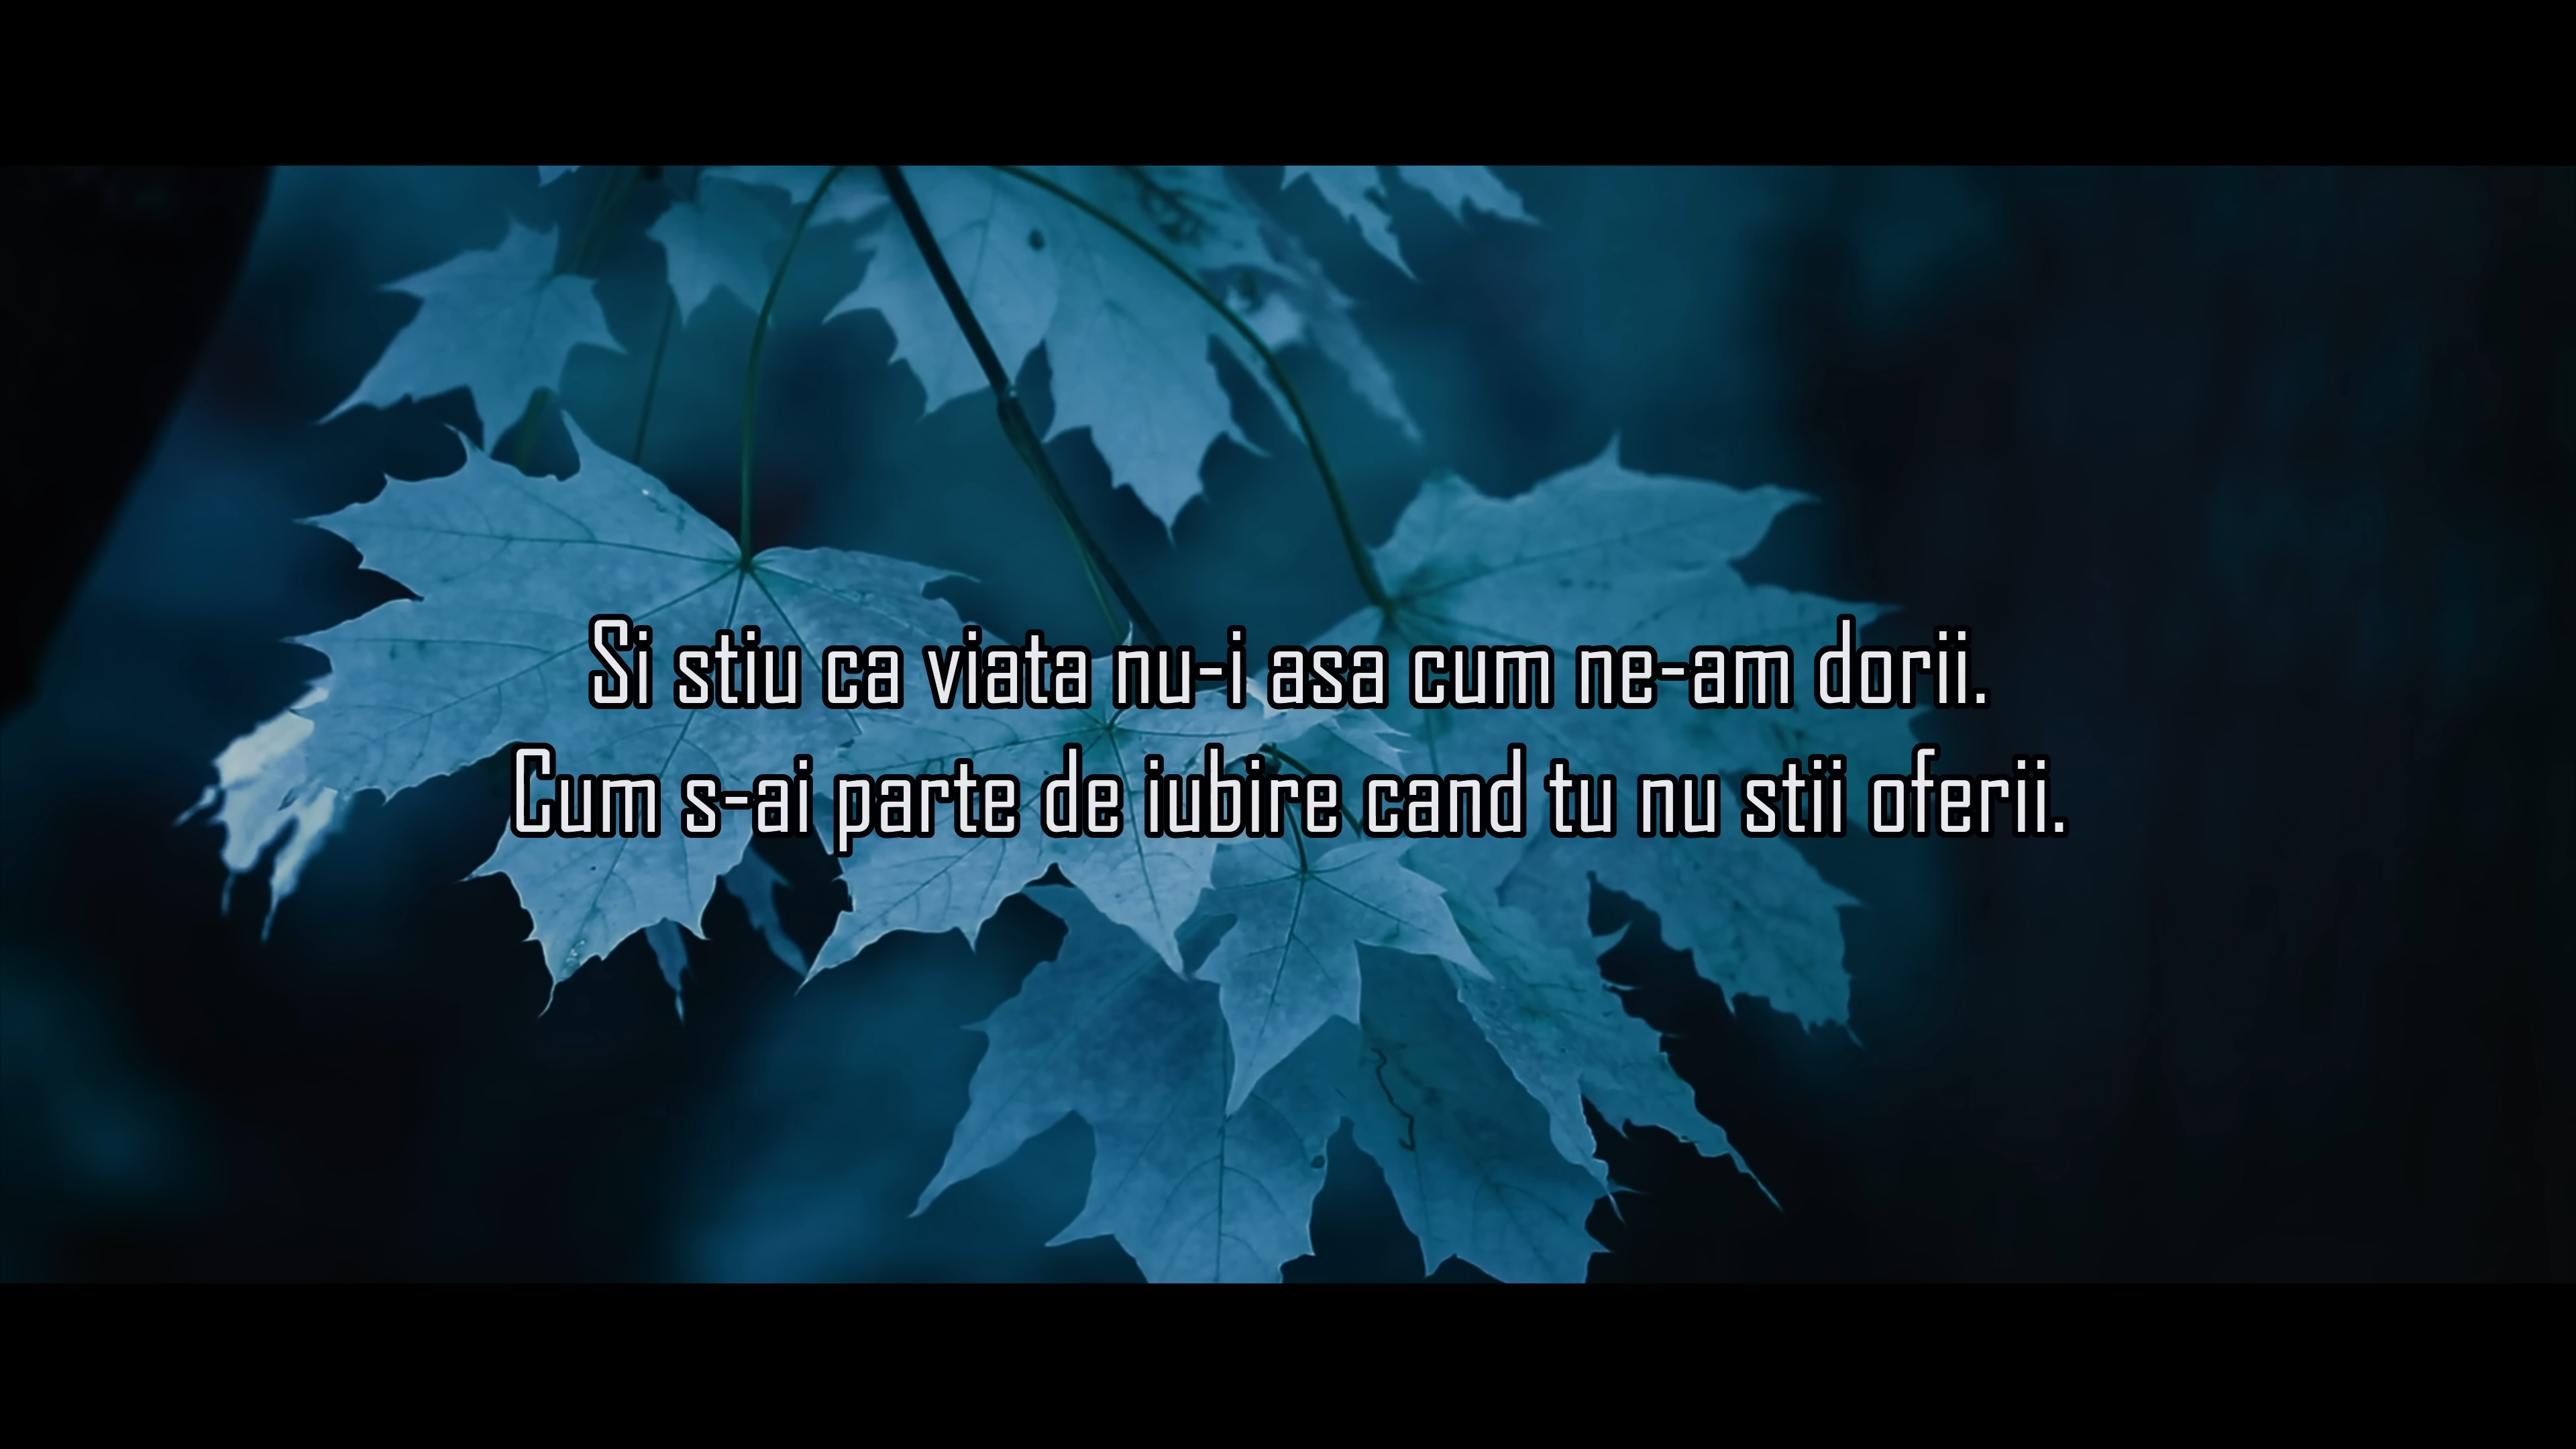 Si stiu ca viata nu-i asa cum ne-am dorii.
Cum s-ai parte de iubire cand tu nu stii oferii.